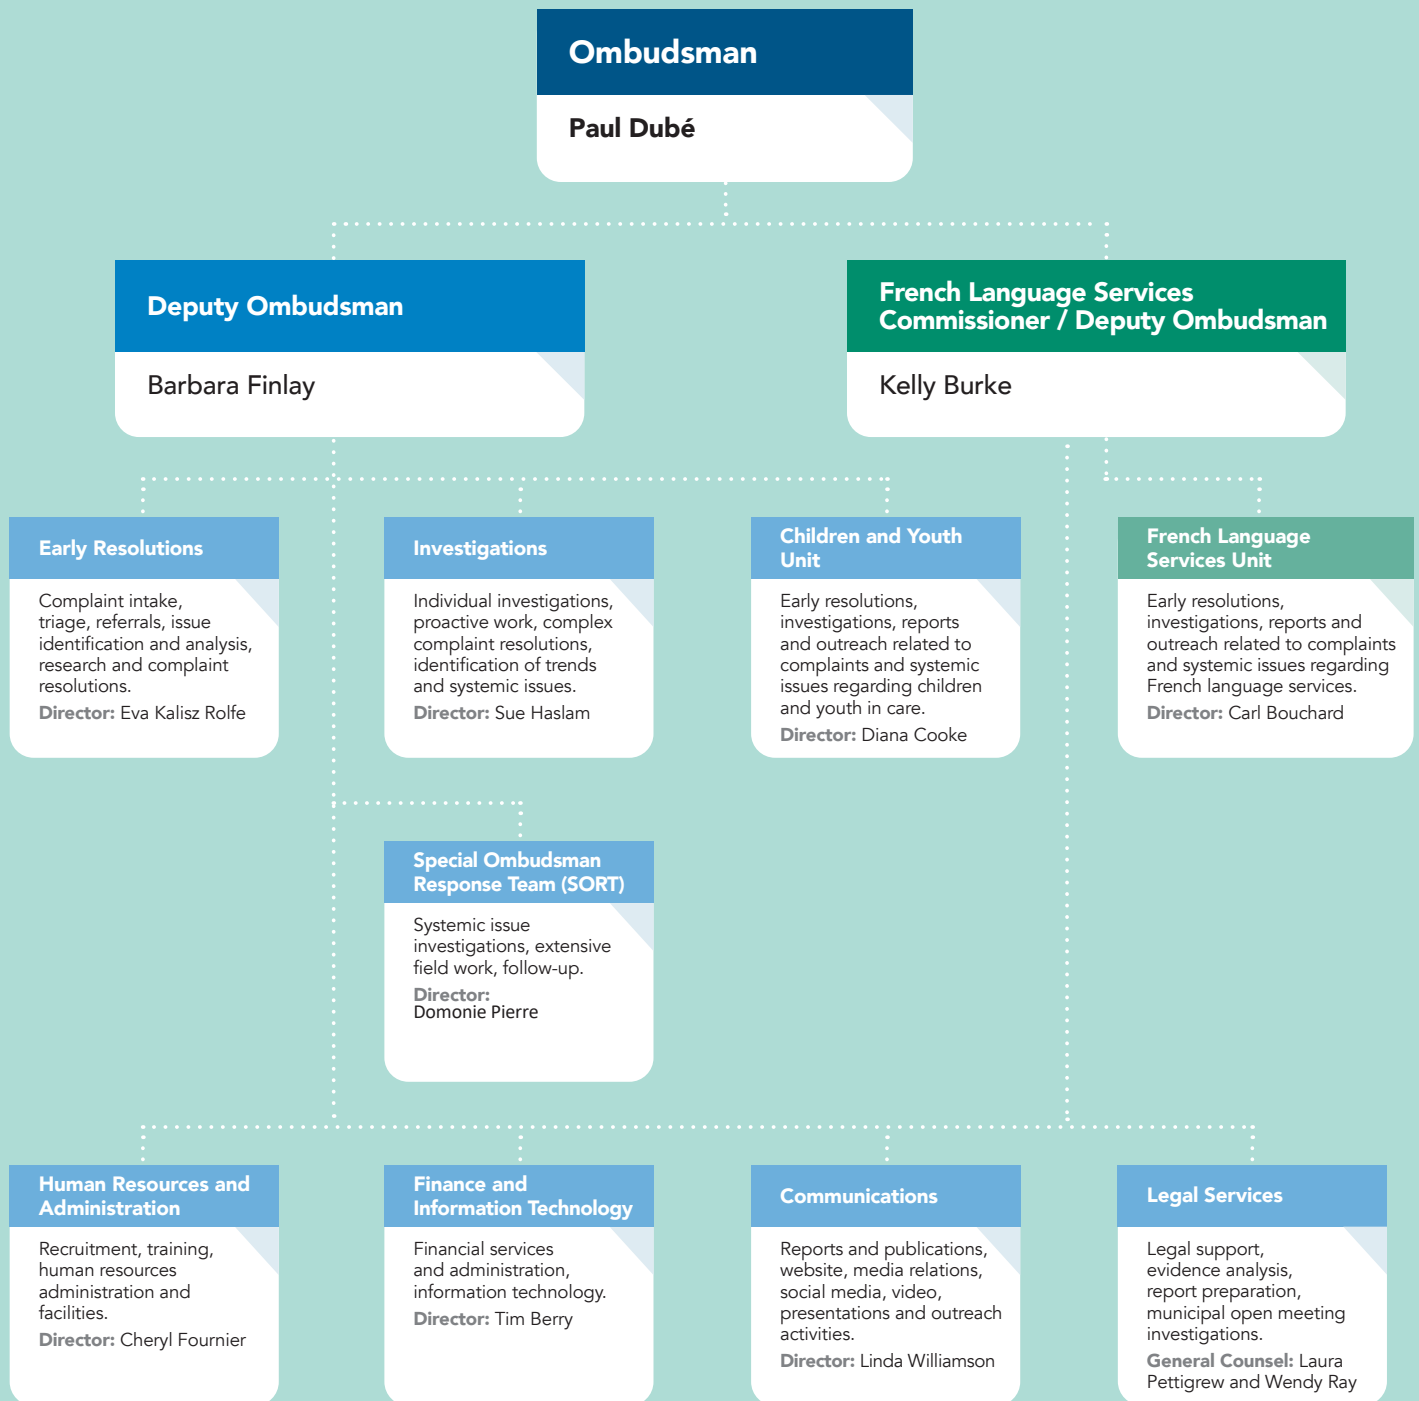 Ombudsman
Paul Dubé
Deputy Ombudsman
Barbara Finlay
French Language Services
Commissioner / Deputy Ombudsman
Kelly Burke
Early Resolutions
Complaint intake,
triage, referrals, issue
identification and analysis,
research and complaint
resolutions.
Director: Eva Kalisz Rolfe
Investigations
Individual investigations,
proactive work, complex
complaint resolutions,
identification of trends
and systemic issues.
Director: Sue Haslam
Children and Youth
Unit
Early resolutions,
investigations, reports
and outreach related to
complaints and systemic
issues regarding children
and youth in care.
Director: Diana Cooke
French Language
Services Unit
Early resolutions,
investigations, reports and
outreach related to complaints
and systemic issues regarding
French language services.
Director: Carl Bouchard
Special Ombudsman
Response Team (SORT)
Systemic issue
investigations, extensive
field work, follow-up.
Director:
Domonie Pierre
Human Resources and
Administration
Recruitment, training,
human resources
administration and
facilities.
Director: Cheryl Fournier
Finance and
Information Technology
Financial services
and administration,
information technology.
Director: Tim Berry
Communications
Reports and publications,
website, media relations,
social media, video,
presentations and outreach
activities.
Director: Linda Williamson
Legal Services
Legal support,
evidence analysis,
report preparation,
municipal open meeting
investigations.
General Counsel: Laura
Pettigrew and Wendy Ray